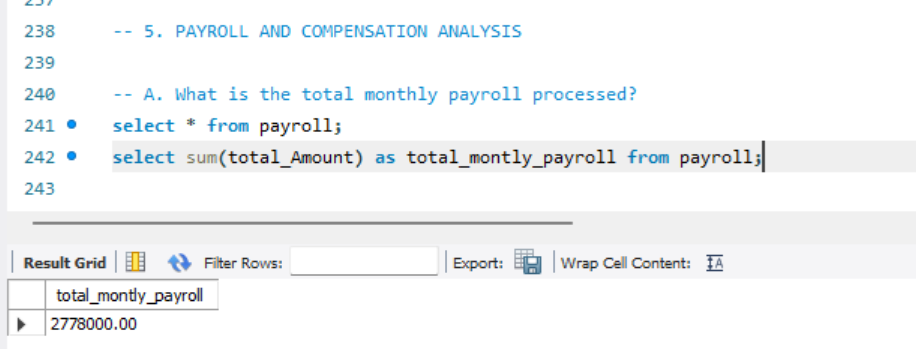 237
238 -- 5. PAYROLL AND COMPENSATION ANALYSIS
239
240 -- A. What is the total monthly payroll processed?
241 select * from payroll;
242 select sum(total_Amount) as total_montly_payroll from payroll;
243
Result Grid Filter Rows: Export: Wrap Cell Content: IA
total_montly_payroll
2778000.00